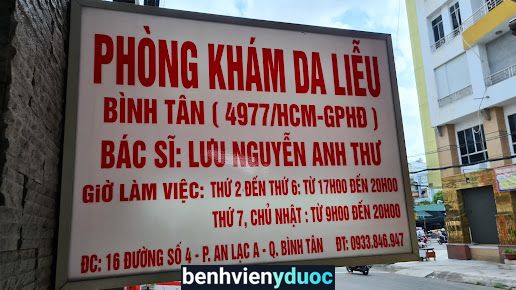 PHÒNG KHÁM DA LIỄU
BÌNH TÂN ( 4977/HCM-GPHĐ )
BÁC SĨ: LƯU NGUYỄN ANH THƯ
GIỜ LÀM VIỆC: THỨ 2 ĐẾN THỨ 6: TỪ 17H00 ĐẾN 20H00
THỨ 7, CHỦ NHẬT : TỪ 9H00 ĐẾN 20H00
ĐC: 16 ĐƯỜNG SỐ 4 - P. AN LẠC A - Q. BÌNH TÂN ĐT: 0933.846.947
benhvienyduoc